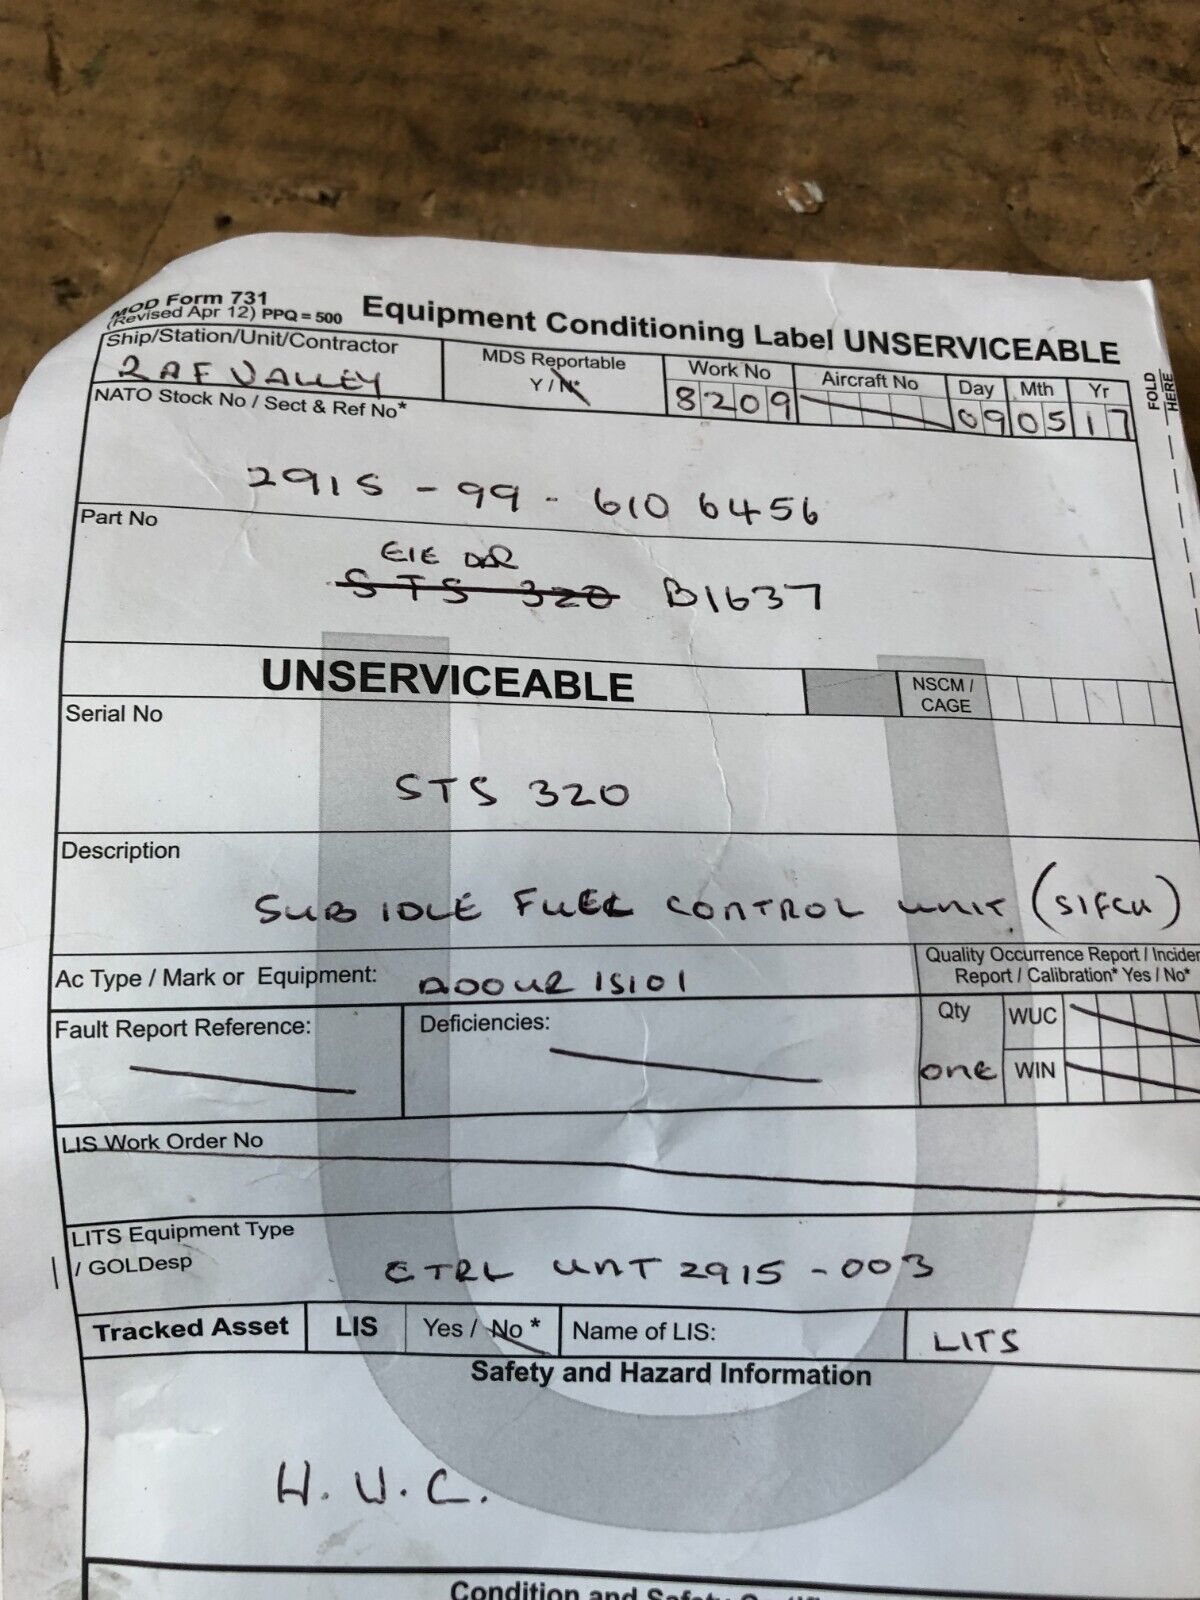 MOD Form 731
(Revised Apr 12) PPQ = 500
Equipment Conditioning Label UNSERVICEABLE
FOLD HERE
Ship/Station/Unit/Contractor
RAF VALLEY
MDS Reportable
Y / N*
Work No
8209
Aircraft No
Day Mth Yr
09 05 17
NATO Stock No / Sect & Ref No*
2915 - 99 - 610 6456
Part No
EIE
STS 320 B1637
UNSERVICEABLE
NSCM / CAGE
Serial No
STS 320
Description
SUB IDLE FUEL CONTROL UNIT (SIFCU)
Ac Type / Mark or Equipment: ADOUR 15101
Quality Occurrence Report / Inciden
Report / Calibration* Yes / No*
Fault Report Reference:
Deficiencies:
Qty
one
WUC
WIN
LIS Work Order No
LITS Equipment Type
/ GOLDesp
CTRL UNT 2915 - 003
Tracked Asset LIS Yes / No * Name of LIS: LITS
Safety and Hazard Information
H. U. C.
Condition and